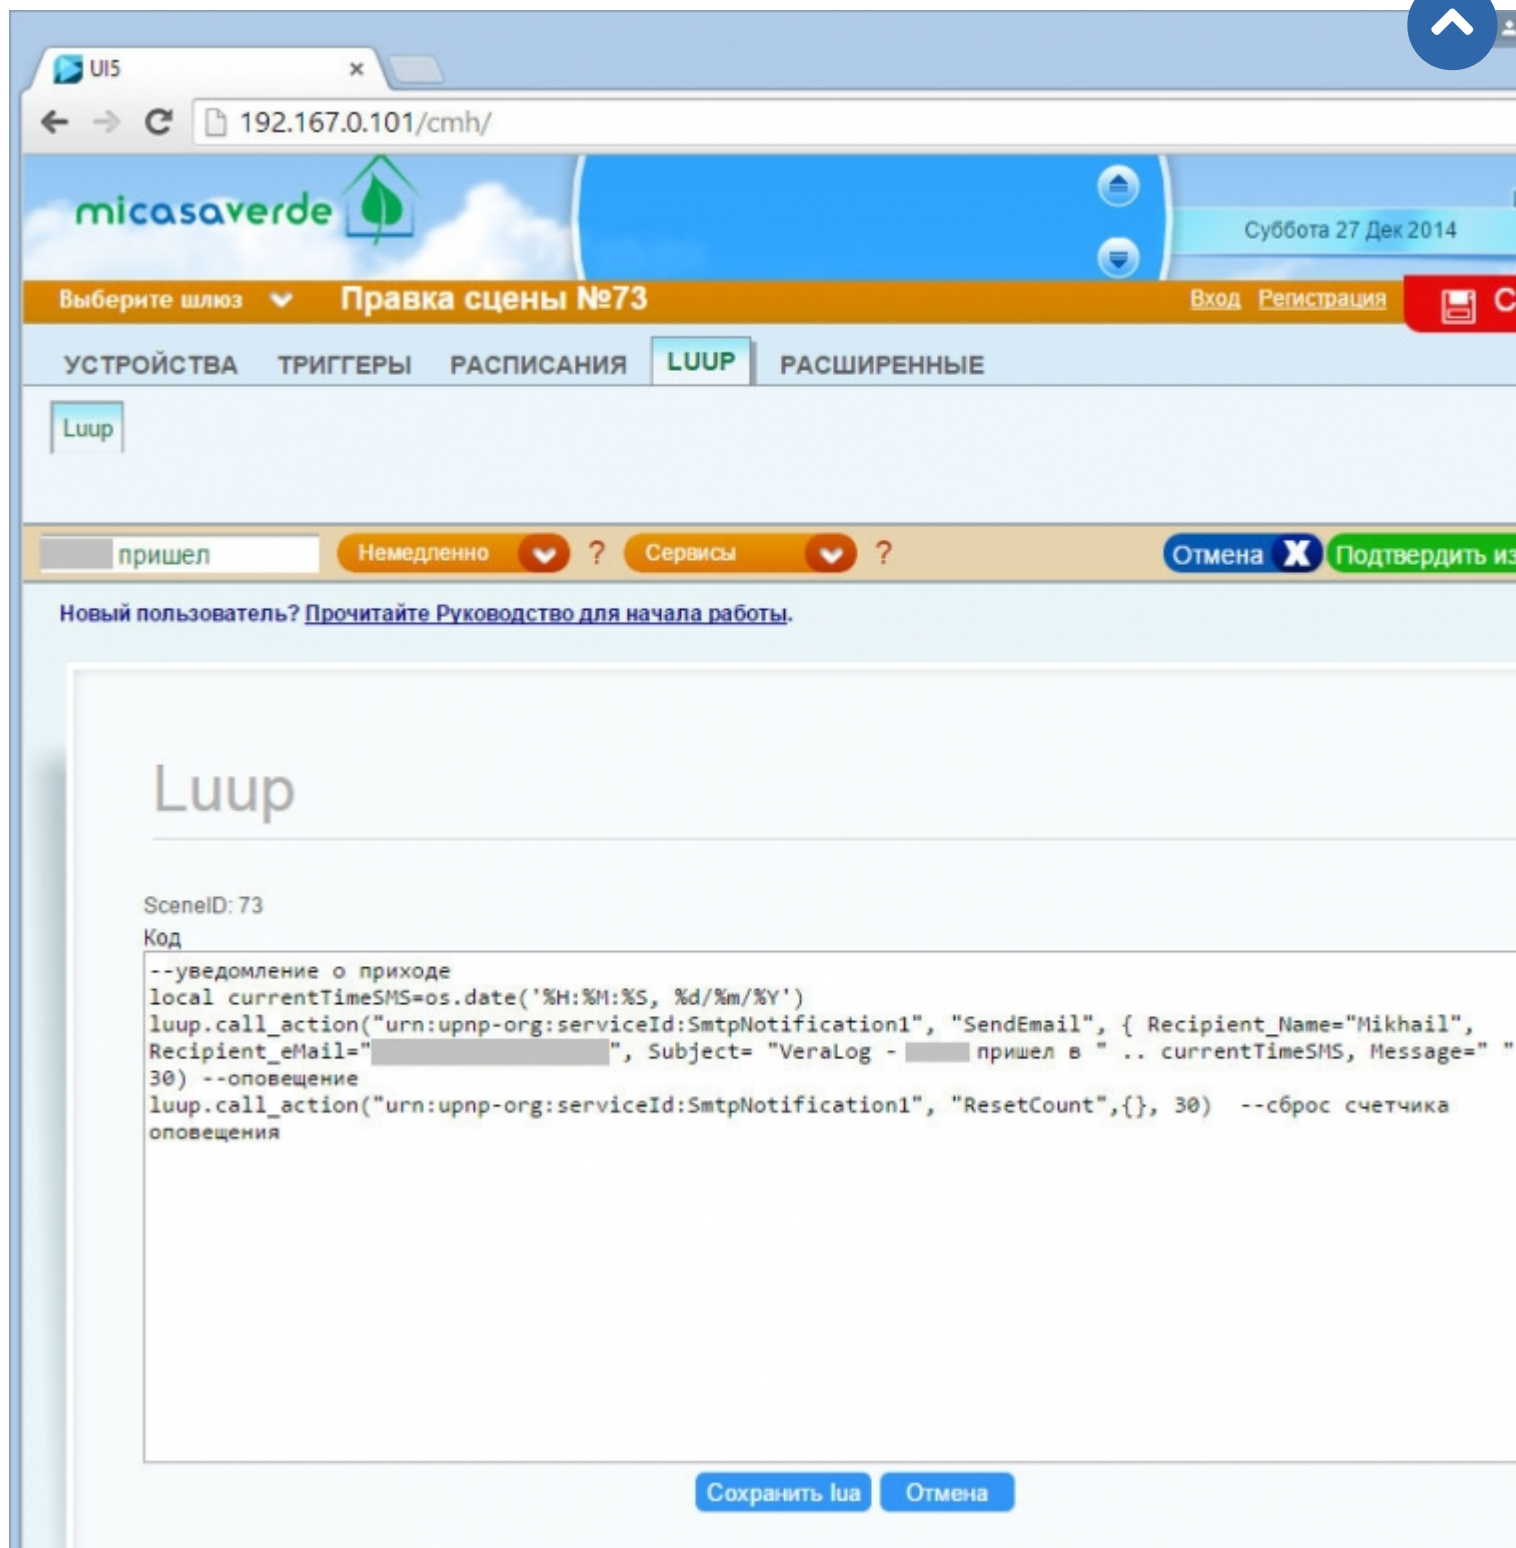 UI5
192.167.0.101/cmh/
micasaverde
Суббота 27 Дек 2014
Выберите шлюз Правка сцены №73 Вход Регистрация С
УСТРОЙСТВА ТРИГГЕРЫ РАСПИСАНИЯ LUUP РАСШИРЕННЫЕ
Luup
пришел Немедленно ? Сервисы ? Отмена X Подтвердить из
Новый пользователь? Прочитайте Руководство для начала работы.
Luup
SceneID: 73
Код
--уведомление о приходе
local currentTimeSMS=os.date('%H:%M:%S, %d/%m/%Y')
luup.call_action("urn:upnp-org:serviceId:SmtpNotification1", "SendEmail", { Recipient_Name="Mikhail",
Recipient_eMail=" ", Subject= "VeraLog - пришел в " .. currentTimeSMS, Message=" "
30) --оповещение
luup.call_action("urn:upnp-org:serviceId:SmtpNotification1", "ResetCount",{}, 30) --сброс счетчика
оповещения
Сохранить lua Отмена